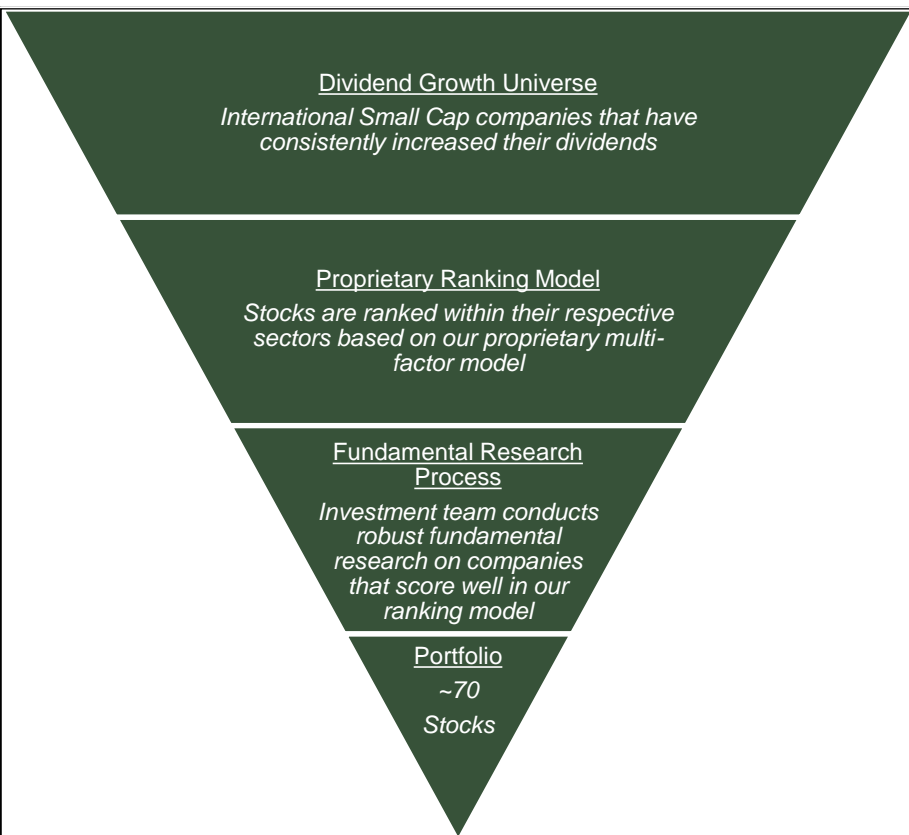 Dividend Growth Universe
International Small Cap companies that have
consistently increased their dividends
Proprietary Ranking Model
Stocks are ranked within their respective
sectors based on our proprietary multi-
factor model
Fundamental Research
Process
Investment team conducts
robust fundamental
research on companies
that score well in our
ranking model
Portfolio
~70
Stocks